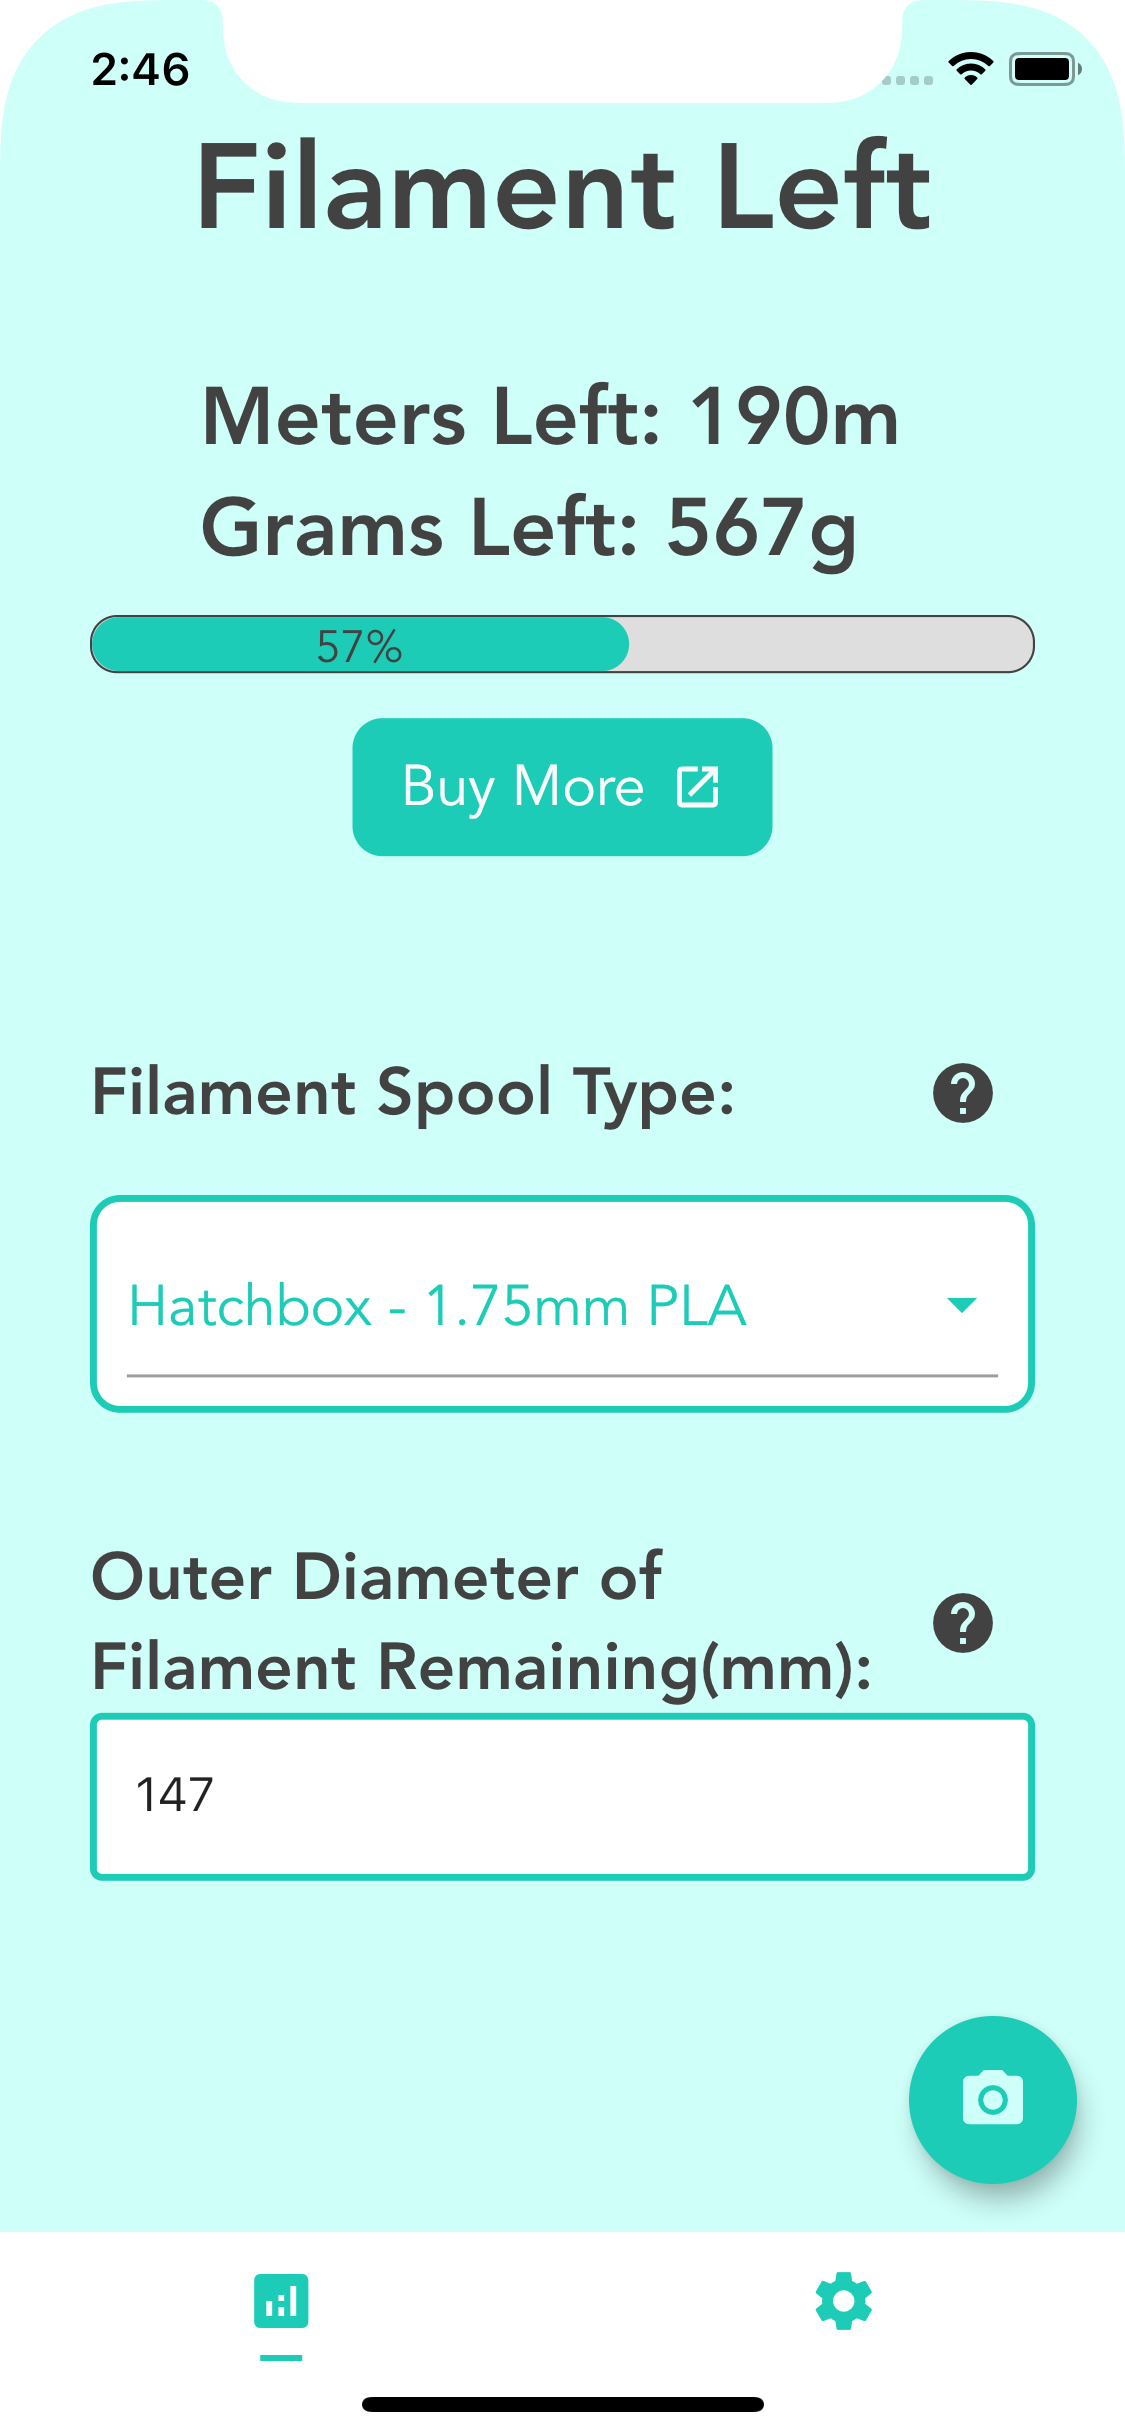 2:46
Filament Left
Meters Left: 190m
Grams Left: 567g
57%
Buy More
Filament Spool Type:
Hatchbox - 1.75mm PLA
Outer Diameter of
Filament Remaining(mm):
147